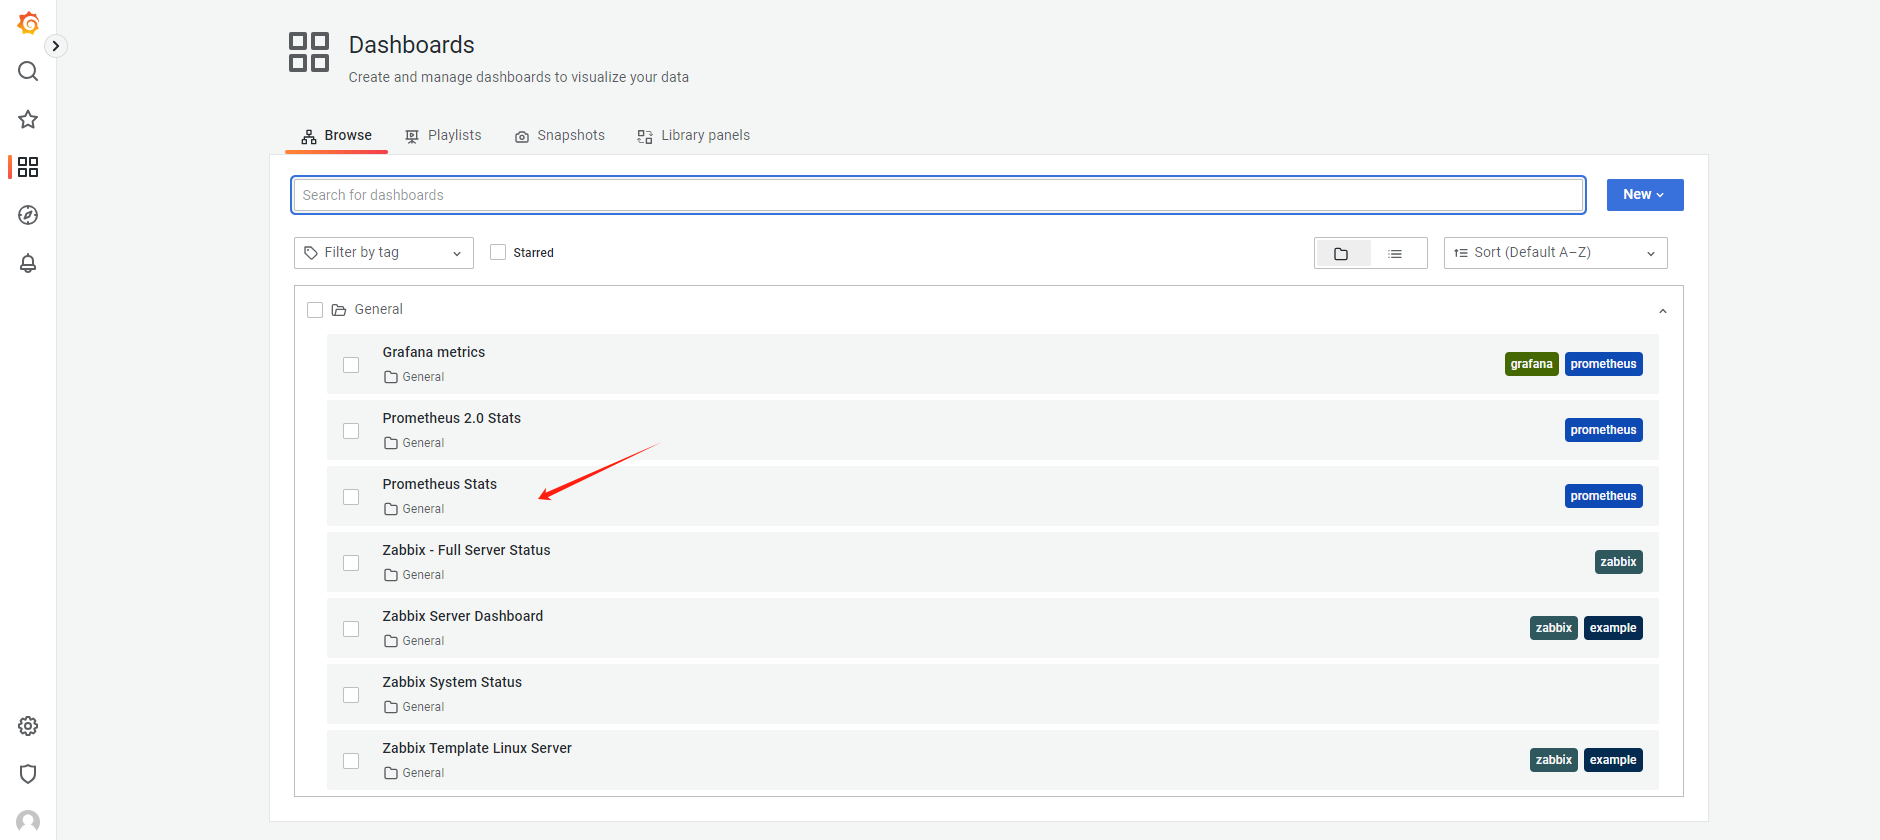 Dashboards
Create and manage dashboards to visualize your data
Browse Playlists Snapshots Library panels
Search for dashboards New
Filter by tag Starred Sort (Default A–Z)
General
Grafana metrics
General
grafana prometheus
Prometheus 2.0 Stats
General
prometheus
Prometheus Stats
General
prometheus
Zabbix - Full Server Status
General
zabbix
Zabbix Server Dashboard
General
zabbix example
Zabbix System Status
General
Zabbix Template Linux Server
General
zabbix example